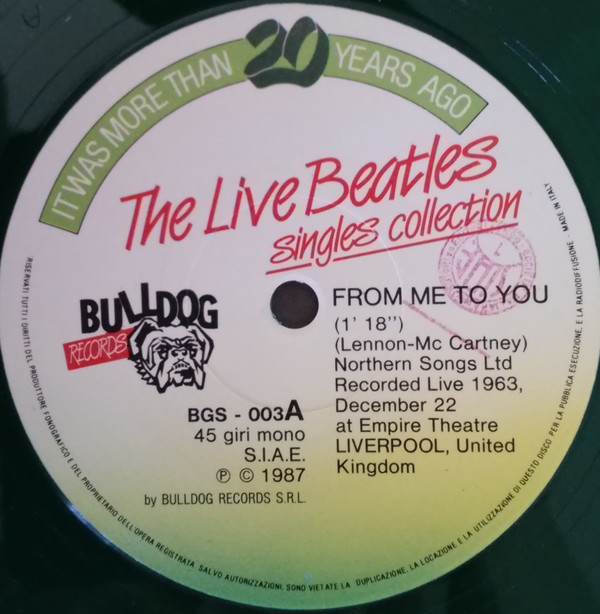 IT WAS MORE THAN 20 YEARS AGO
The Live Beatles
singles collection
BULLDOG
RECORDS
FROM ME TO YOU
(1' 18'')
(Lennon-Mc Cartney)
Northern Songs Ltd
Recorded Live 1963,
December 22
at Empire Theatre
LIVERPOOL, United
Kingdom
BGS - 003A
45 giri mono
S.I.A.E.
℗ © 1987
by BULLDOG RECORDS S.R.L.
RISERVATI TUTTI I DIRITTI DEL PRODUTTORE FONOGRAFICO E DEL PROPRIETARIO DELL'OPERA REGISTRATA. SALVO AUTORIZZAZIONI, SONO VIETATE LA DUPLICAZIONE, LA LOCAZIONE E LA UTILIZZAZIONE DI QUESTO DISCO PER LA PUBBLICA ESECUZIONE, E LA RADIODIFFUSIONE - MADE IN ITALY